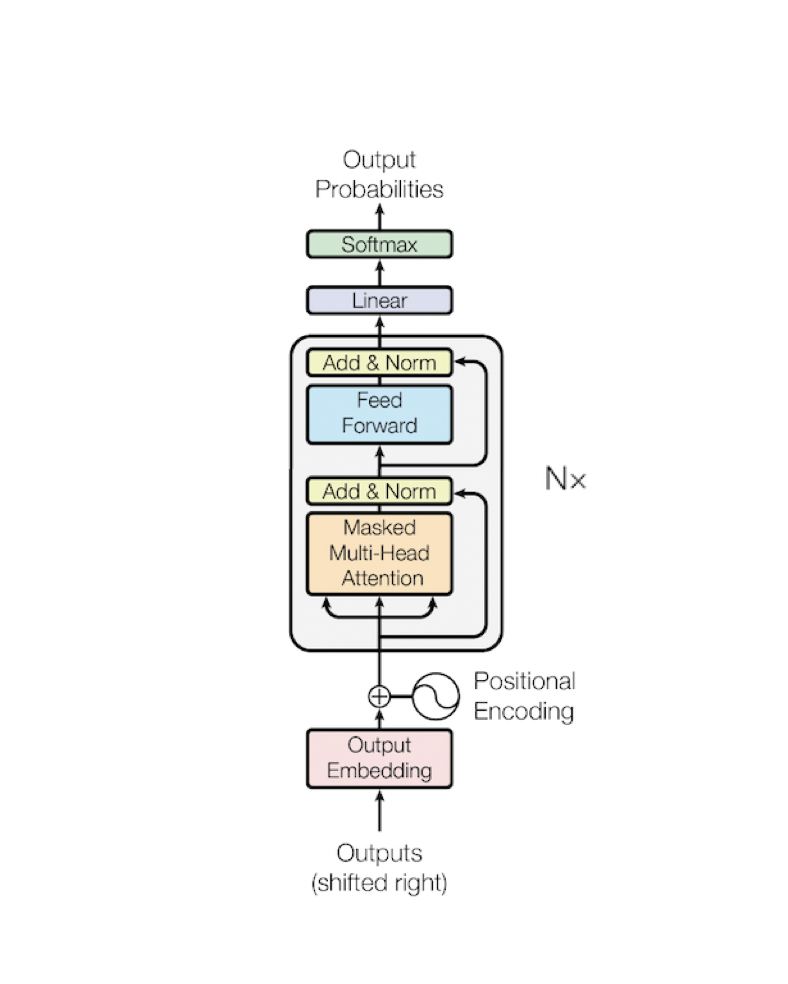 Output
Probabilities
Softmax
Linear
Add & Norm
Feed
Forward
Nx
Add & Norm
Masked
Multi-Head
Attention
Positional
Encoding
Output
Embedding
Outputs
(shifted right)